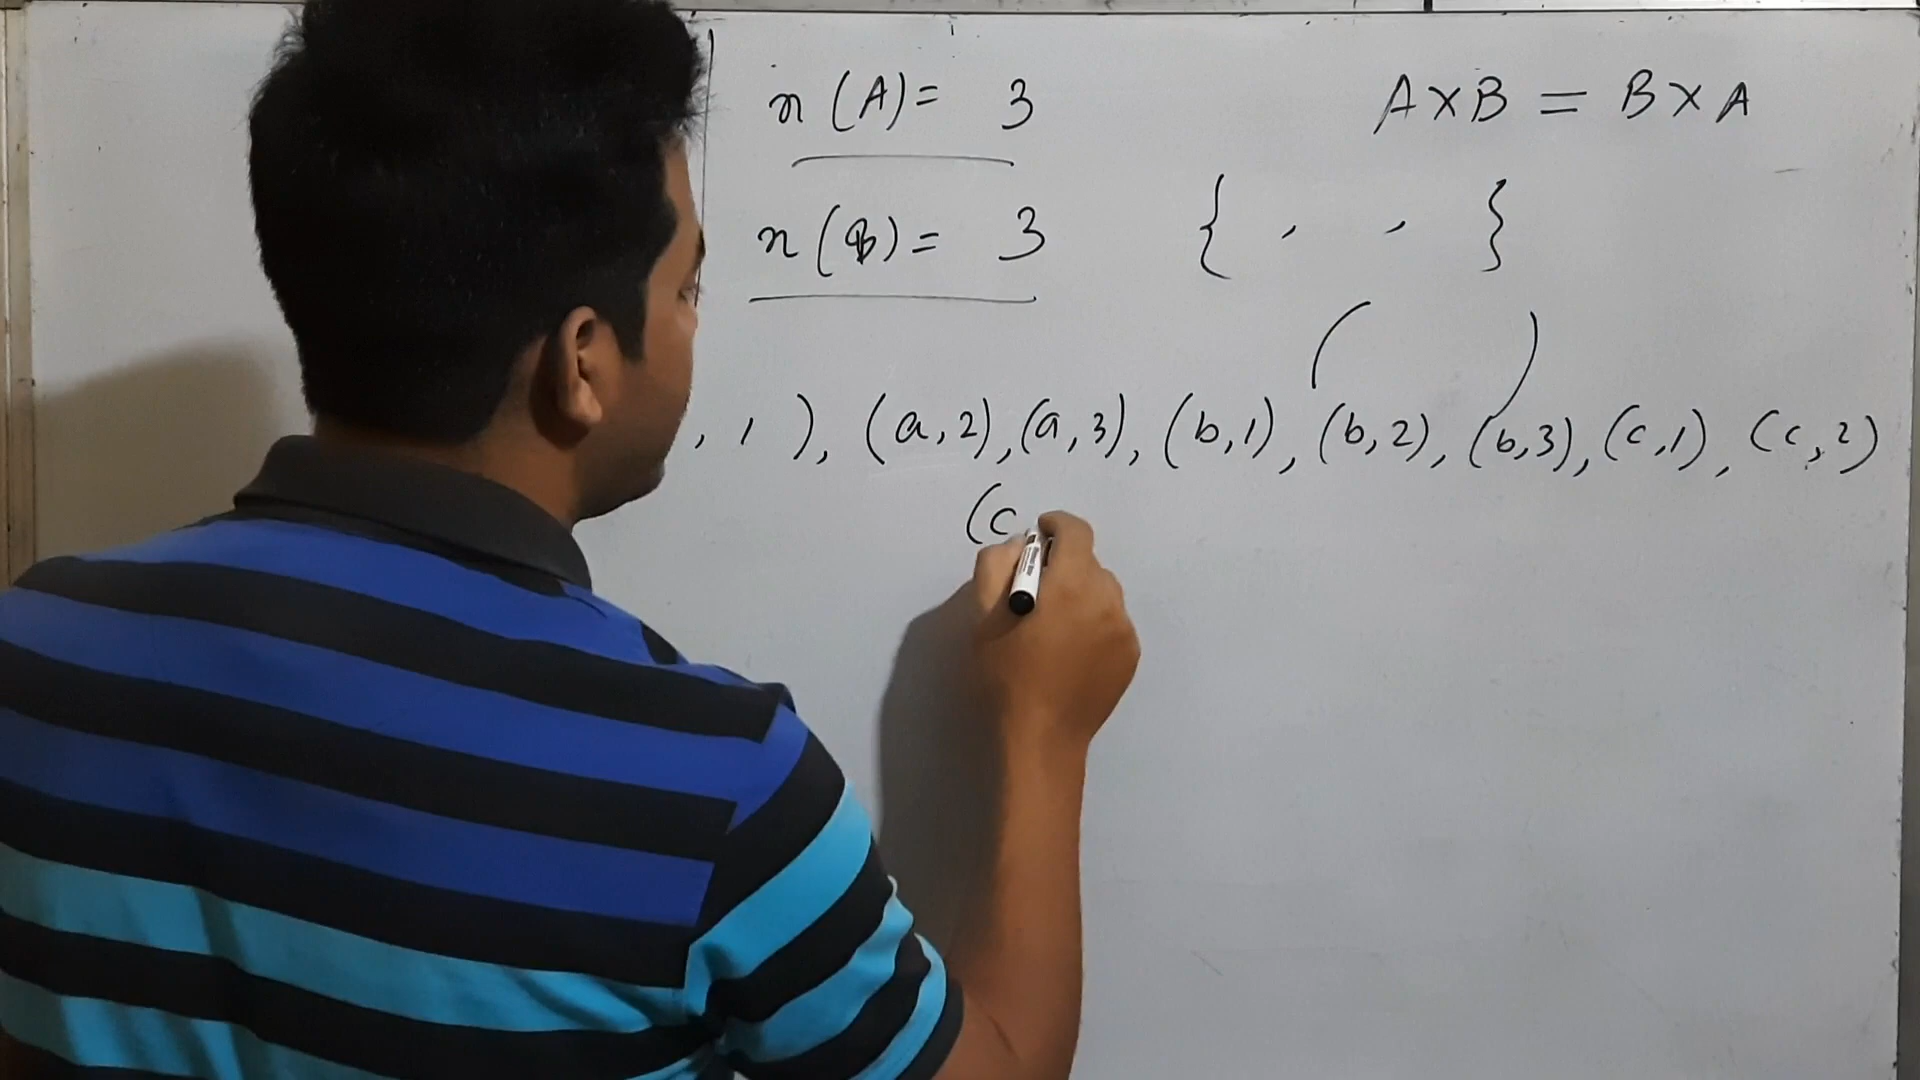 n (A) = 3
A × B = B × A
n (B) = 3
{ , , }
( )
, 1 ), (a, 2), (a, 3), (b, 1), (b, 2), (b, 3), (c, 1), (c, 2)
(c